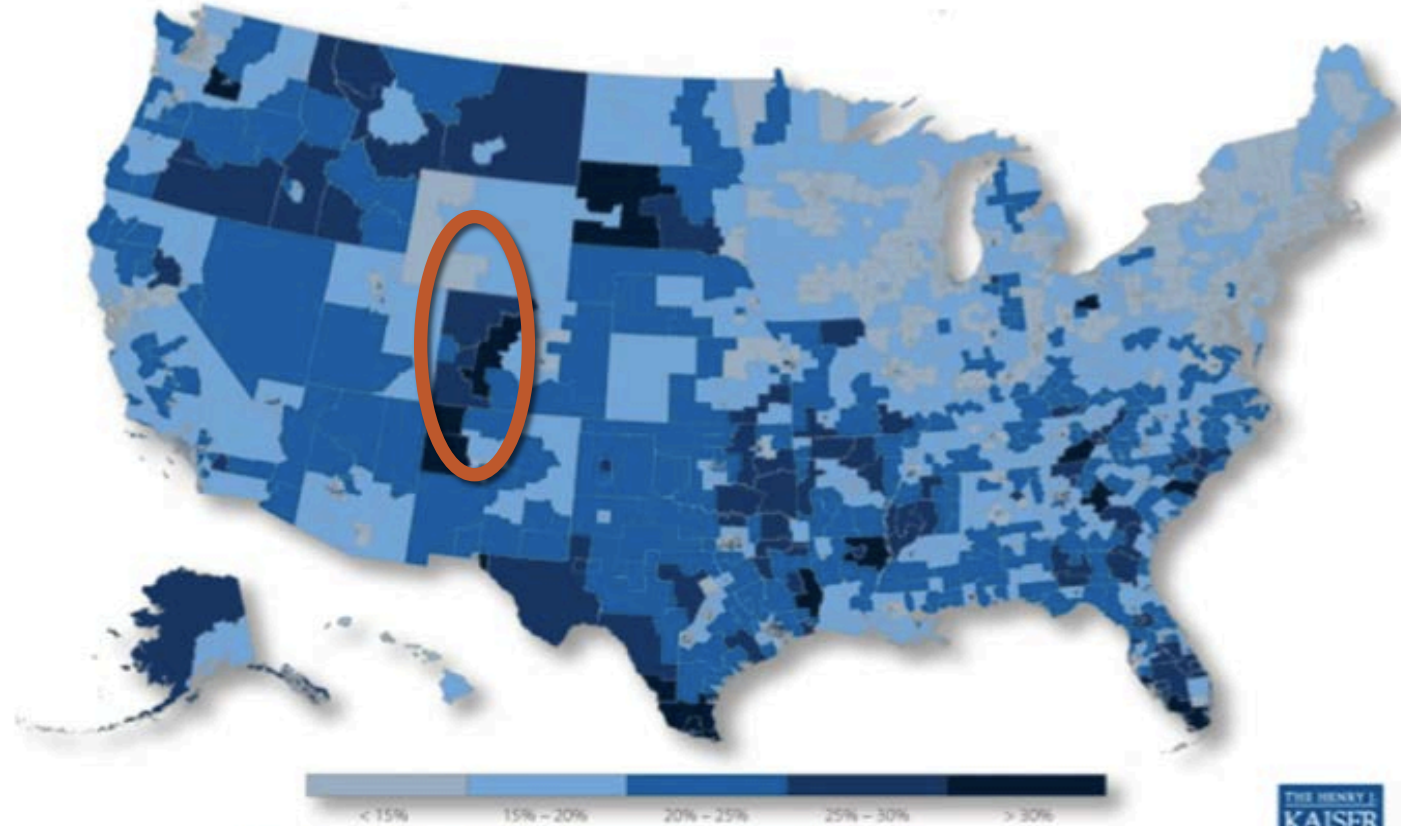 < 15% 15% – 20% 20% – 25% 25% – 30% > 30%
THE HENRY J.
KAISER